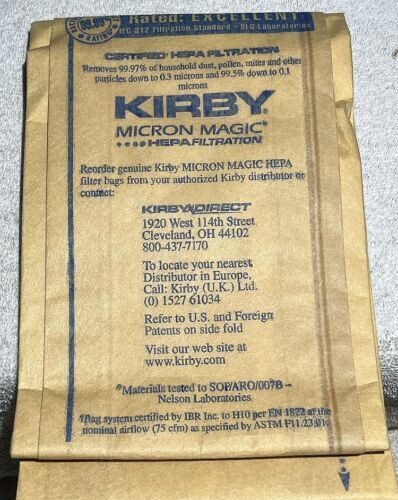 99.99%
RATING
Rated: EXCELLENT
IEC 312 Filtration Standard - SLG Laboratories
CERTIFIED HEPA FILTRATION
Removes 99.97% of household dust, pollen, mites and other
particles down to 0.3 microns and 99.5% down to 0.1
microns
KIRBY®
MICRON MAGIC®
HEPA FILTRATION
Reorder genuine Kirby MICRON MAGIC HEPA
filter bags from your authorized Kirby distributor or
contact:
KIRBY DIRECT
1920 West 114th Street
Cleveland, OH 44102
800-437-7170
To locate your nearest
Distributor in Europe,
Call: Kirby (U.K.) Ltd.
(0) 1527 61034
Refer to U.S. and Foreign
Patents on side fold
Visit our web site at
www.kirby.com
*Materials tested to SOP/ARO/007B –
Nelson Laboratories
Bag system certified by IBR Inc. to H10 per EN 1822 at the
nominal airflow (75 cfm) as specified by ASTM F11.23.01